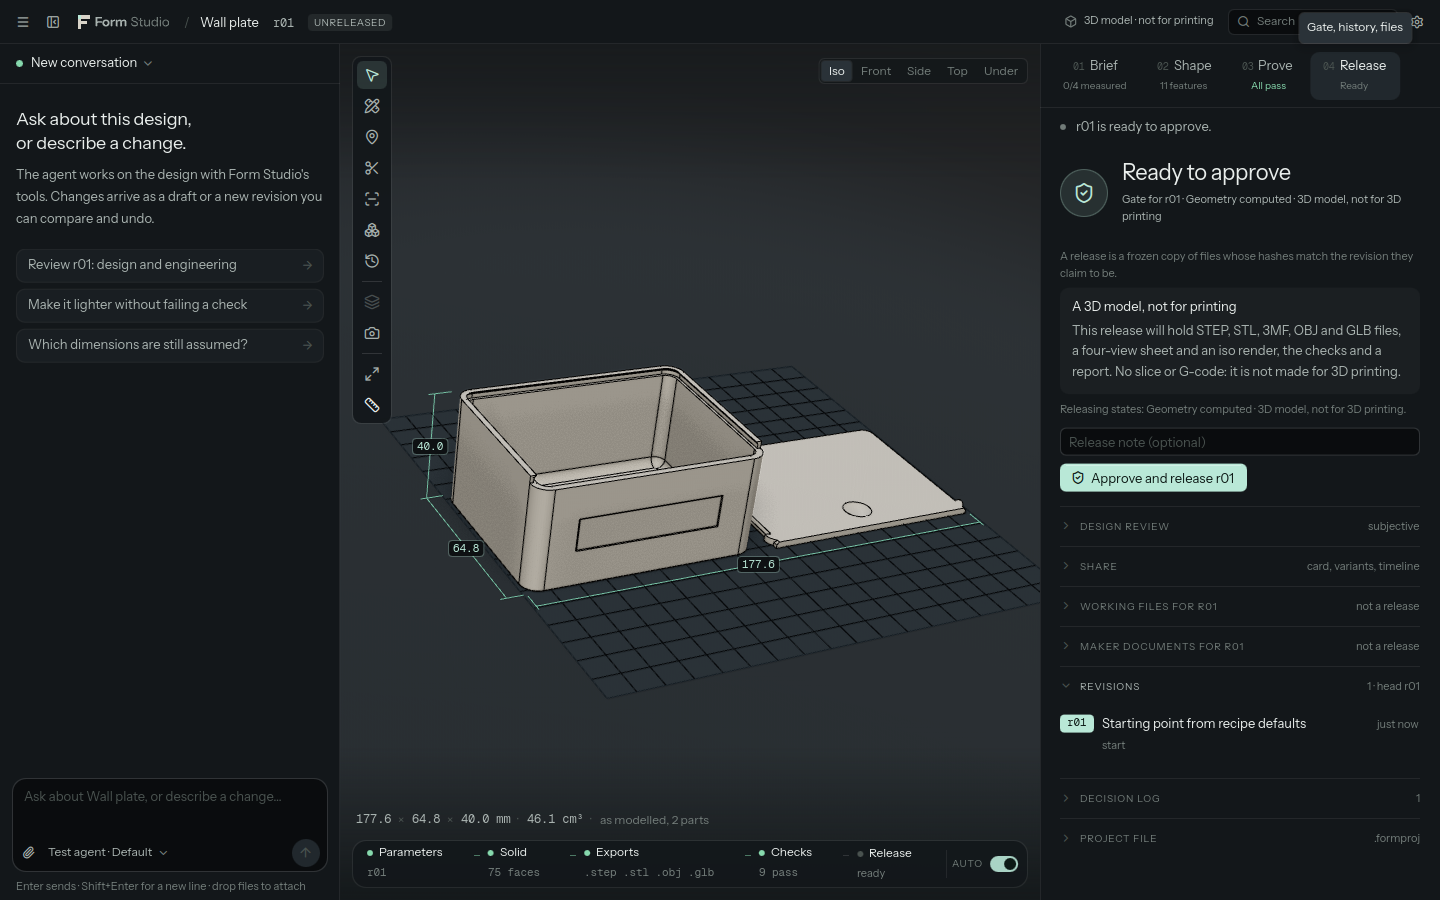 Form Studio / Wall plate r01 UNRELEASED
3D model · not for printing
Search
Gate, history, files
New conversation
Ask about this design,
or describe a change.
The agent works on the design with Form Studio's
tools. Changes arrive as a draft or a new revision you
can compare and undo.
Review r01: design and engineering
Make it lighter without failing a check
Which dimensions are still assumed?
Ask about Wall plate, or describe a change...
Test agent · Default
Enter sends · Shift+Enter for a new line · drop files to attach
Iso Front Side Top Under
40.0
64.8
177.6
177.6 × 64.8 × 40.0 mm · 46.1 cm³ · as modelled, 2 parts
Parameters
r01
Solid
75 faces
Exports
.step .stl .obj .glb
Checks
9 pass
Release
ready
AUTO
01 Brief
0/4 measured
02 Shape
11 features
03 Prove
All pass
04 Release
Ready
r01 is ready to approve.
Ready to approve
Gate for r01 · Geometry computed · 3D model, not for 3D
printing
A release is a frozen copy of files whose hashes match the revision they
claim to be.
A 3D model, not for printing
This release will hold STEP, STL, 3MF, OBJ and GLB files,
a four-view sheet and an iso render, the checks and a
report. No slice or G-code: it is not made for 3D printing.
Releasing states: Geometry computed · 3D model, not for 3D printing.
Release note (optional)
Approve and release r01
DESIGN REVIEW subjective
SHARE card, variants, timeline
WORKING FILES FOR R01 not a release
MAKER DOCUMENTS FOR R01 not a release
REVISIONS 1 · head r01
r01 Starting point from recipe defaults just now
start
DECISION LOG 1
PROJECT FILE .formproj